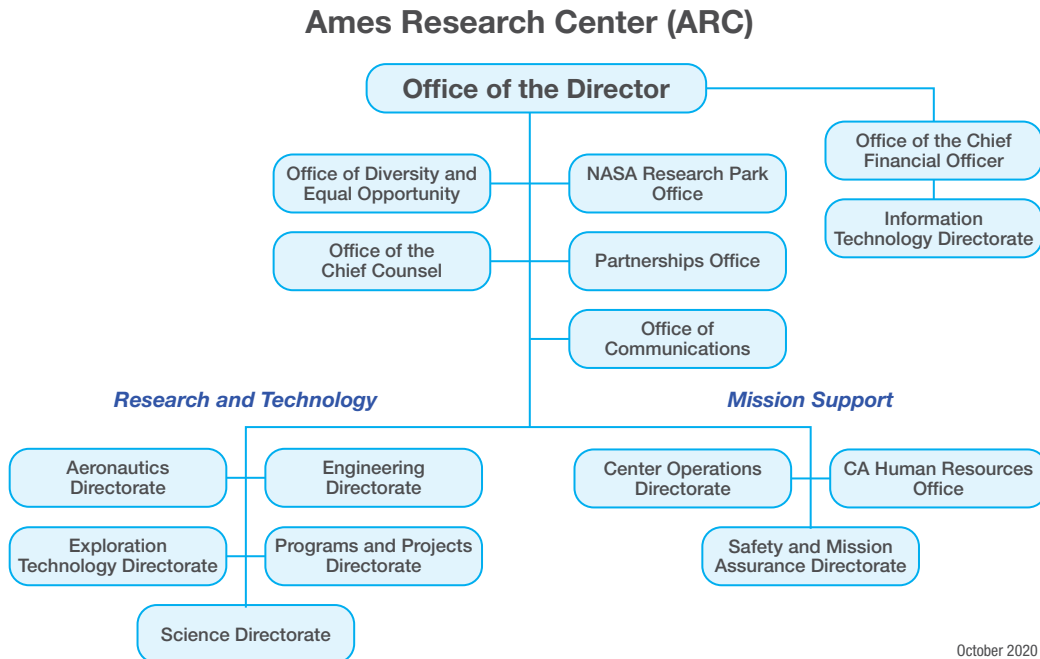 Ames Research Center (ARC)
Office of the Director
Office of the Chief
Financial Officer
Office of Diversity and
Equal Opportunity
NASA Research Park
Office
Information
Technology Directorate
Office of the
Chief Counsel
Partnerships Office
Office of
Communications
Research and Technology
Mission Support
Aeronautics
Directorate
Engineering
Directorate
Center Operations
Directorate
CA Human Resources
Office
Exploration
Technology Directorate
Programs and Projects
Directorate
Safety and Mission
Assurance Directorate
Science Directorate
October 2020